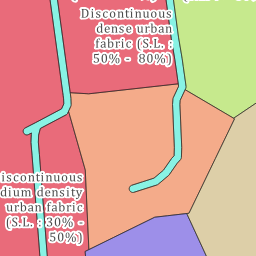 Discontinuous
dense urban
fabric (S.L. :
50% - 80%)
iscontinuous
dium density
urban fabric
(S.L. : 30% -
50%)